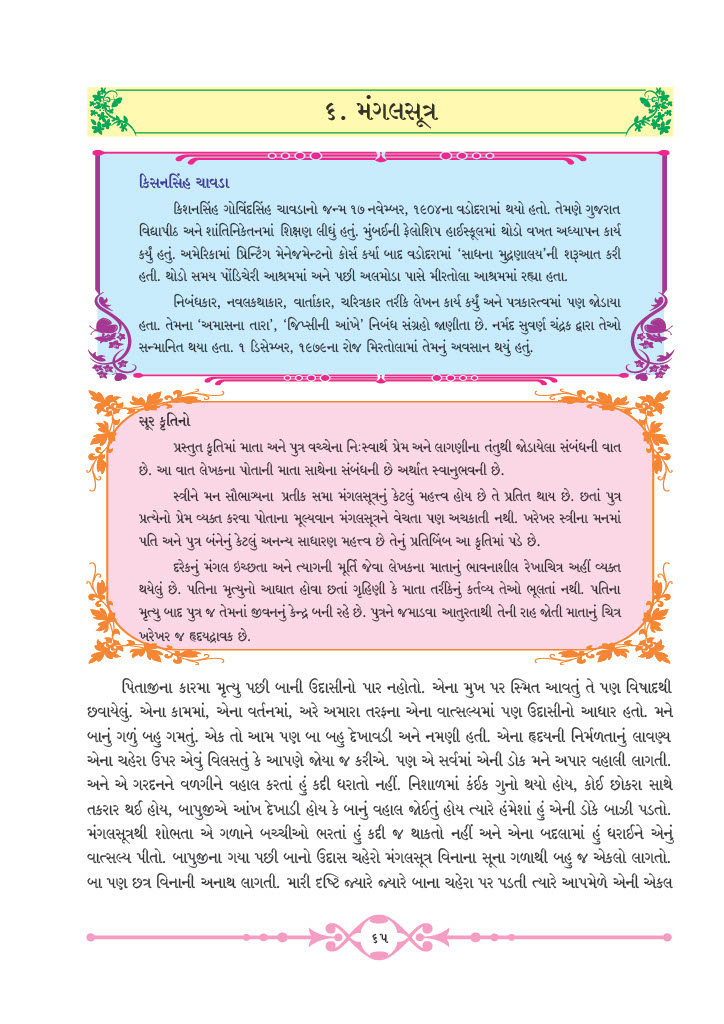 ૬. મંગલસૂત્ર
કિસનસિંહ ચાવડા
કિશનસિંહ ગોવિંદસિંહ ચાવડાનો જન્મ ૧૭ નવેમ્બર, ૧૯૦૪ના વડોદરામાં થયો હતો. તેમણે ગુજરાત
વિદ્યાપીઠ અને શાંતિનિકેતનમાં શિક્ષણ લીધું હતું. મુંબઈની ફેલોશિપ હાઈસ્કૂલમાં થોડો વખત અધ્યાપન કાર્ય
કર્યું હતું. અમેરિકામાં પ્રિન્ટિંગ મેનેજમેન્ટનો કોર્સ કર્યા બાદ વડોદરામાં ‘સાધના મુદ્રણાલય’ની શરૂઆત કરી
હતી. થોડો સમય પોંડિચેરી આશ્રમમાં અને પછી અલમોડા પાસે મીરતોલા આશ્રમમાં રહ્યા હતા.
નિબંધકાર, નવલકથાકાર, વાર્તાકાર, ચરિત્રકાર તરીકે લેખન કાર્ય કર્યું અને પત્રકારત્વમાં પણ જોડાયા
હતા. તેમના ‘અમાસના તારા’, ‘જિપ્સીની આંખે’ નિબંધ સંગ્રહો જાણીતા છે. નર્મદ સુવર્ણ ચંદ્રક દ્વારા તેઓ
સન્માનિત થયા હતા. ૧ ડિસેમ્બર, ૧૯૭૯ના રોજ મિરતોલામાં તેમનું અવસાન થયું હતું.
સૂર કૃતિનો
પ્રસ્તુત કૃતિમાં માતા અને પુત્ર વચ્ચેના નિઃસ્વાર્થ પ્રેમ અને લાગણીના તંતુથી જોડાયેલા સંબંધની વાત
છે. આ વાત લેખકના પોતાની માતા સાથેના સંબંધની છે અર્થાત સ્વાનુભવની છે.
સ્ત્રીને મન સૌભાગ્યના પ્રતીક સમા મંગલસૂત્રનું કેટલું મહત્ત્વ હોય છે તે પ્રતિત થાય છે. છતાં પુત્ર
પ્રત્યેનો પ્રેમ વ્યક્ત કરવા પોતાના મૂલ્યવાન મંગલસૂત્રને વેચતા પણ અચકાતી નથી. ખરેખર સ્ત્રીના મનમાં
પતિ અને પુત્ર બંનેનું કેટલું અનન્ય સાધારણ મહત્ત્વ છે તેનું પ્રતિબિંબ આ કૃતિમાં પડે છે.
દરેકનું મંગલ ઇચ્છતા અને ત્યાગની મૂર્તિ જેવા લેખકના માતાનું ભાવનાશીલ રેખાચિત્ર અહીં વ્યક્ત
થયેલું છે. પતિના મૃત્યુનો આઘાત હોવા છતાં ગૃહિણી કે માતા તરીકેનું કર્તવ્ય તેઓ ભૂલતાં નથી. પતિના
મૃત્યુ બાદ પુત્ર જ તેમનાં જીવનનું કેન્દ્ર બની રહે છે. પુત્રને જમાડવા આતુરતાથી તેની રાહ જોતી માતાનું ચિત્ર
ખરેખર જ હૃદયદ્રાવક છે.
પિતાજીના કારમા મૃત્યુ પછી બાની ઉદાસીનો પાર નહોતો. એના મુખ પર સ્મિત આવતું તે પણ વિષાદથી
છવાયેલું. એના કામમાં, એના વર્તનમાં, અરે અમારા તરફના એના વાત્સલ્યમાં પણ ઉદાસીનો આધાર હતો. મને
બાનું ગળું બહુ ગમતું. એક તો આમ પણ બા બહુ દેખાવડી અને નમણી હતી. એના હૃદયની નિર્મળતાનું લાવણ્ય
એના ચહેરા ઉપર એવું વિલસતું કે આપણે જોયા જ કરીએ. પણ એ સર્વમાં એની ડોક મને અપાર વહાલી લાગતી.
અને એ ગરદનને વળગીને વહાલ કરતાં હું કદી ધરાતો નહીં. નિશાળમાં કંઈક ગુનો થયો હોય, કોઈ છોકરા સાથે
તકરાર થઈ હોય, બાપુજીએ આંખ દેખાડી હોય કે બાનું વહાલ જોઈતું હોય ત્યારે હંમેશાં હું એની ડોકે બાઝી પડતો.
મંગલસૂત્રથી શોભતા એ ગળાને બચ્ચીઓ ભરતાં હું કદી જ થાકતો નહીં અને એના બદલામાં હું ધરાઈને એનું
વાત્સલ્ય પીતો. બાપુજીના ગયા પછી બાનો ઉદાસ ચહેરો મંગલસૂત્ર વિનાના સૂના ગળાથી બહુ જ એકલો લાગતો.
બા પણ છત્ર વિનાની અનાથ લાગતી. મારી દષ્ટિ જ્યારે જ્યારે બાના ચહેરા પર પડતી ત્યારે આપમેળે એની એકલ
૬૫